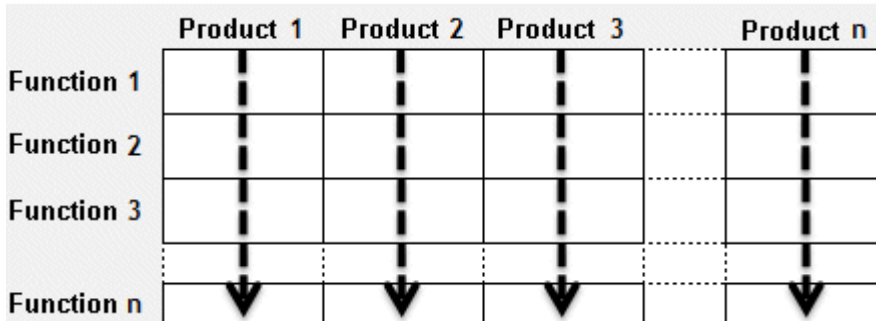 Product 1 Product 2 Product 3 Product n
Function 1
Function 2
Function 3
Function n